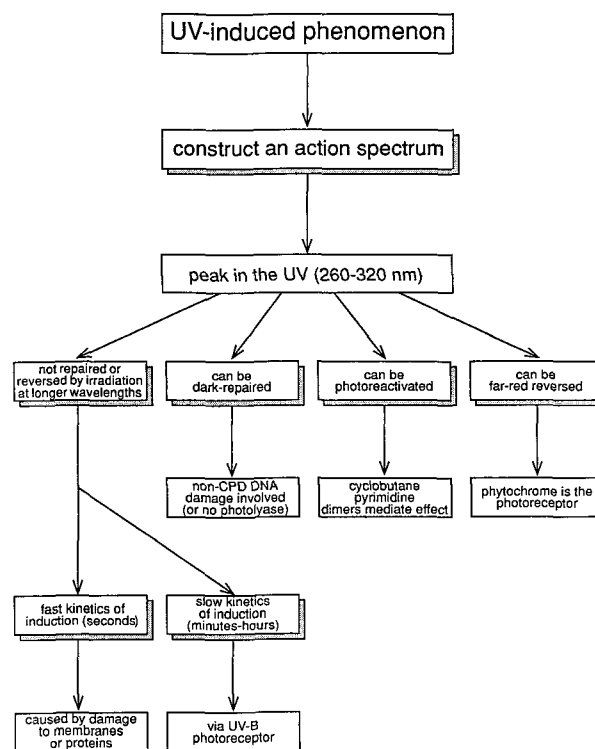 UV-induced phenomenon
construct an action spectrum
peak in the UV (260-320 nm)
not repaired or
reversed by irradiation
at longer wavelengths
can be
dark-repaired
can be
photoreactivated
can be
far-red reversed
non-CPD DNA
damage involved
(or no photolyase)
cyclobutane
pyrimidine
dimers mediate effect
phytochrome is the
photoreceptor
fast kinetics of
induction (seconds)
slow kinetics
of induction
(minutes-hours)
caused by damage
to membranes
or proteins
via UV-B
photoreceptor